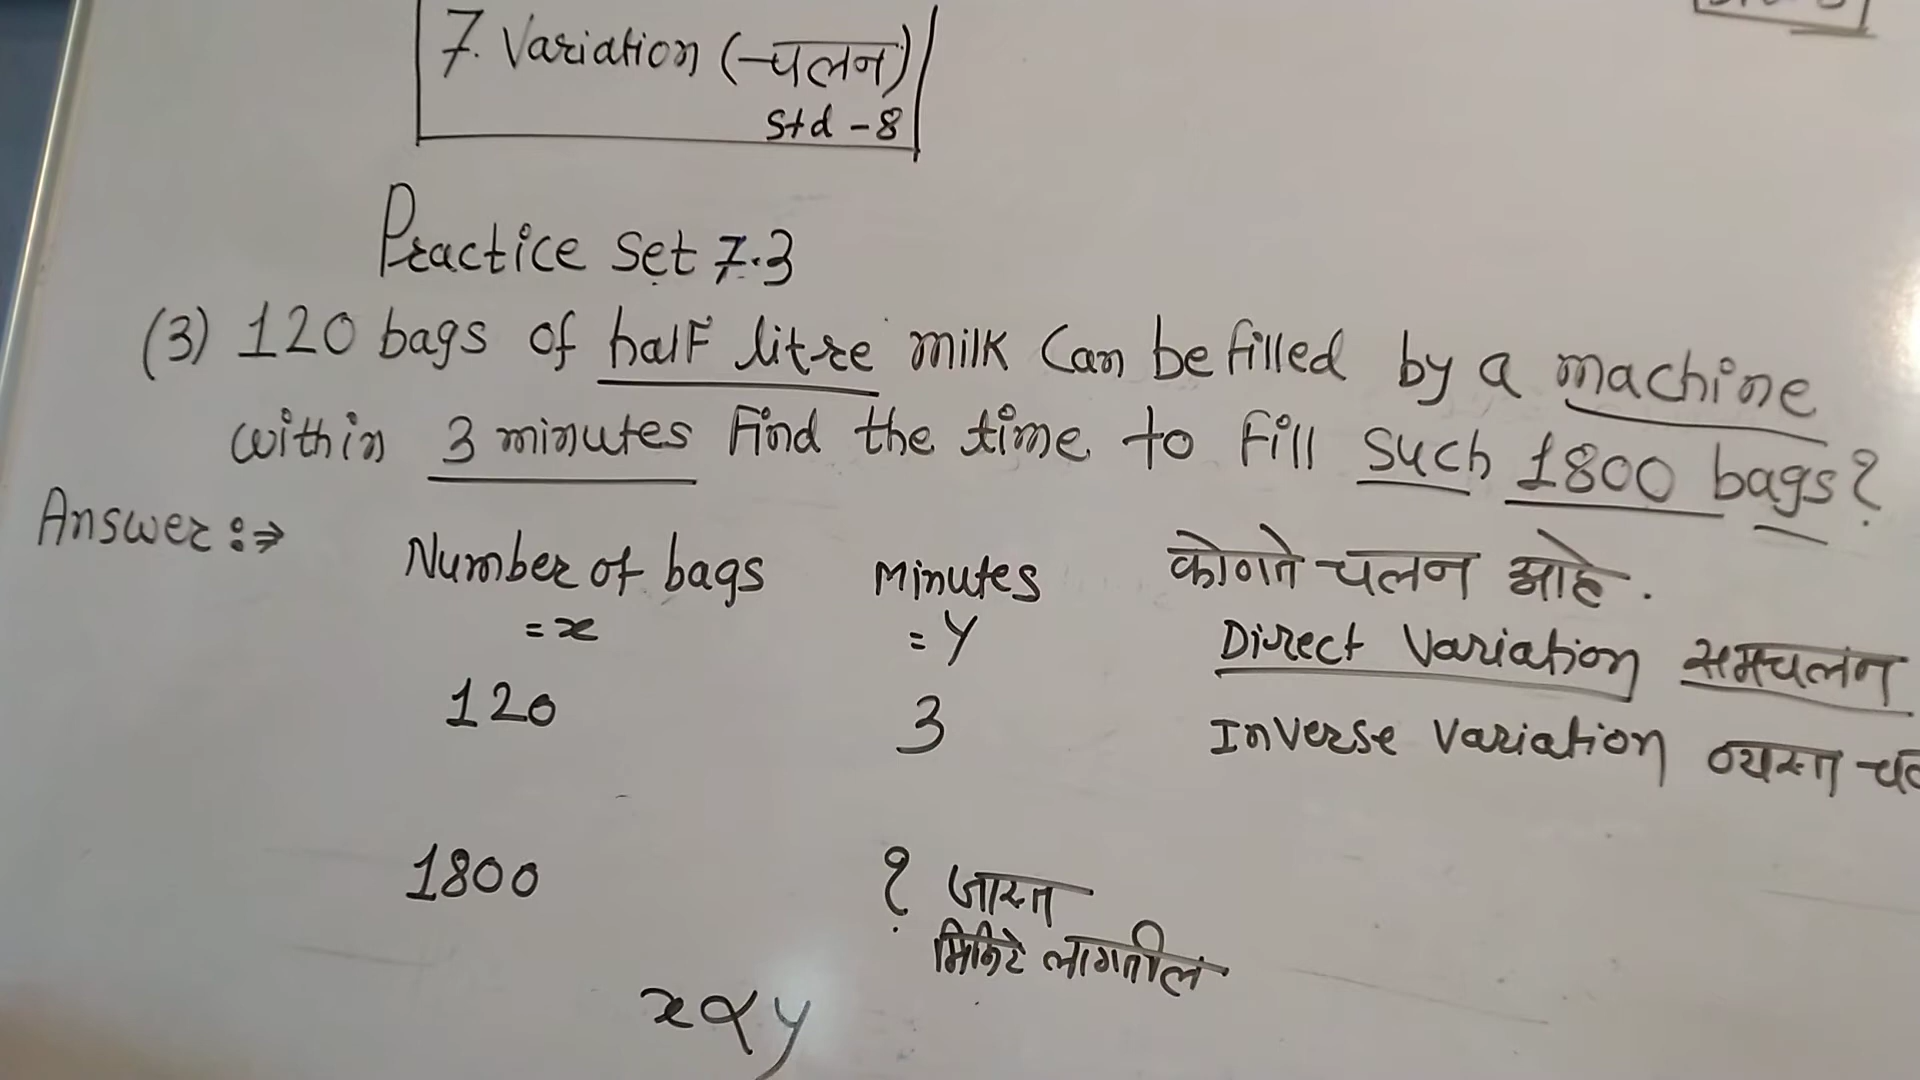 7. Variation (चलन)
Std - 8
Practice Set 7.3
(3) 120 bags of half litre milk Can be filled by a machine
within 3 minutes Find the time to Fill Such 1800 bags?
Answer :⇒
Number of bags Minutes कोणते चलन आहे.
=x =y Direct Variation समचलन
120 3 Inverse Variation व्यस्त
1800 ? जास्त
मिनिटे लागतील
x∝y